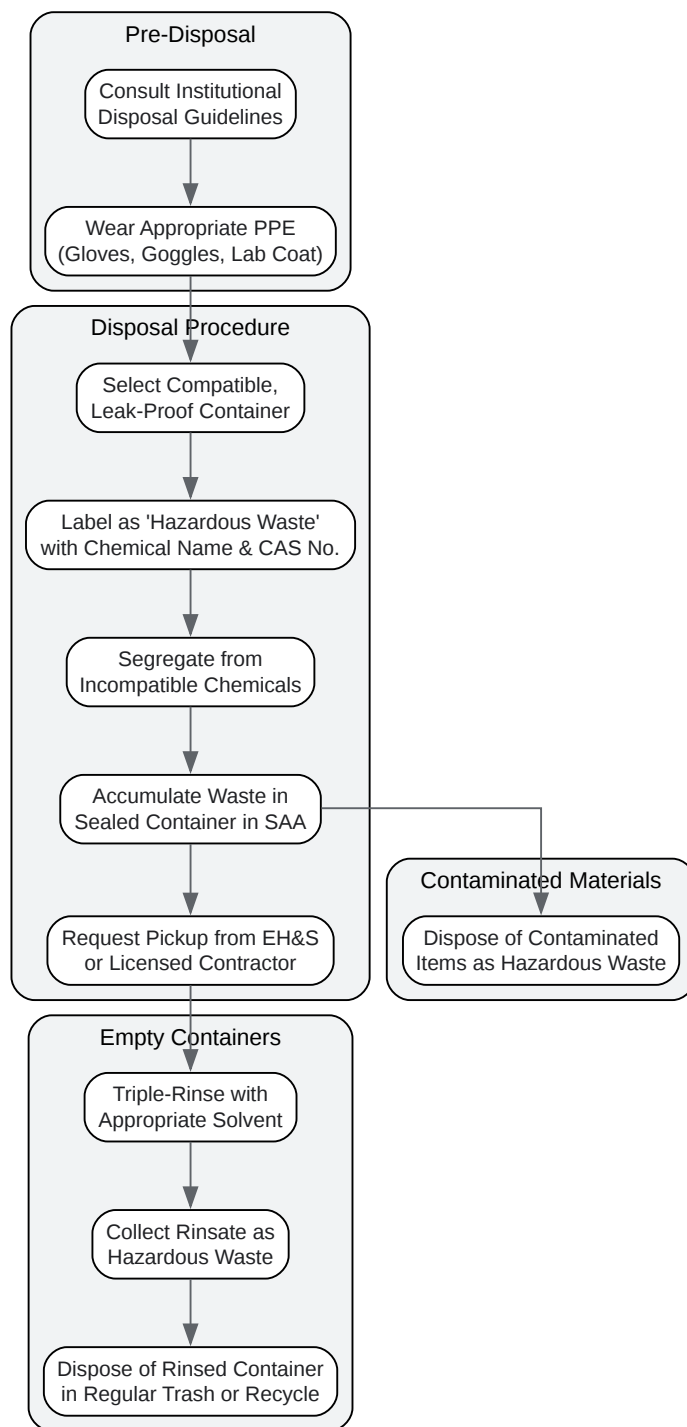 Pre-Disposal
Consult Institutional
Disposal Guidelines
Wear Appropriate PPE
(Gloves, Goggles, Lab Coat)
Disposal Procedure
Select Compatible,
Leak-Proof Container
Label as 'Hazardous Waste'
with Chemical Name & CAS No.
Segregate from
Incompatible Chemicals
Accumulate Waste in
Sealed Container in SAA
Request Pickup from EH&S
or Licensed Contractor
Contaminated Materials
Dispose of Contaminated
Items as Hazardous Waste
Empty Containers
Triple-Rinse with
Appropriate Solvent
Collect Rinsate as
Hazardous Waste
Dispose of Rinsed Container
in Regular Trash or Recycle